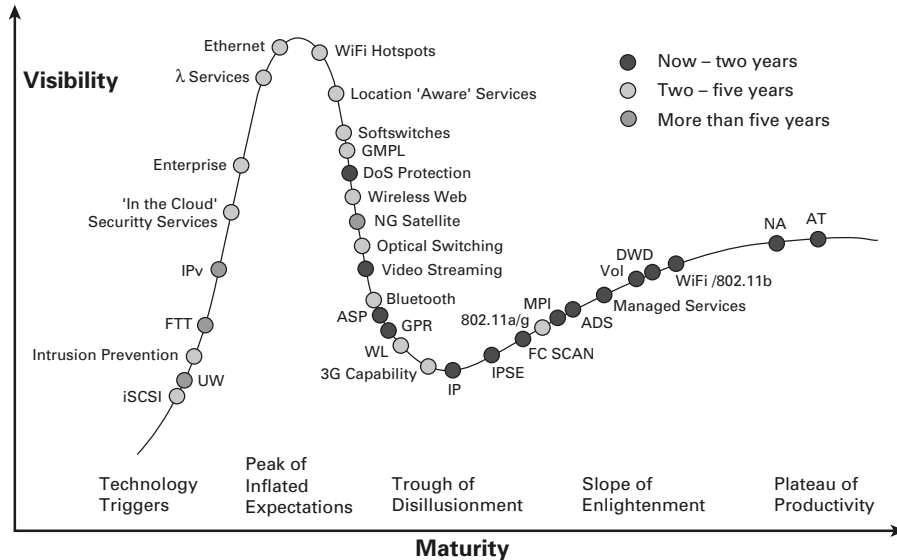 Visibility
Ethernet
WiFi Hotspots
λ Services
Location 'Aware' Services
Now – two years
Two – five years
More than five years
Softswitches
GMPL
DoS Protection
Enterprise
Wireless Web
'In the Cloud'
Securitty Services
NG Satellite
Optical Switching
IPv
Video Streaming
Bluetooth
FTT
ASP
GPR
Intrusion Prevention
WL
UW
3G Capability
iSCSI
IP
IPSE
FC SCAN
802.11a/g
MPI
ADS
Managed Services
VoI
DWD
WiFi /802.11b
NA
AT
Technology
Triggers
Peak of
Inflated
Expectations
Trough of
Disillusionment
Slope of
Enlightenment
Plateau of
Productivity
Maturity